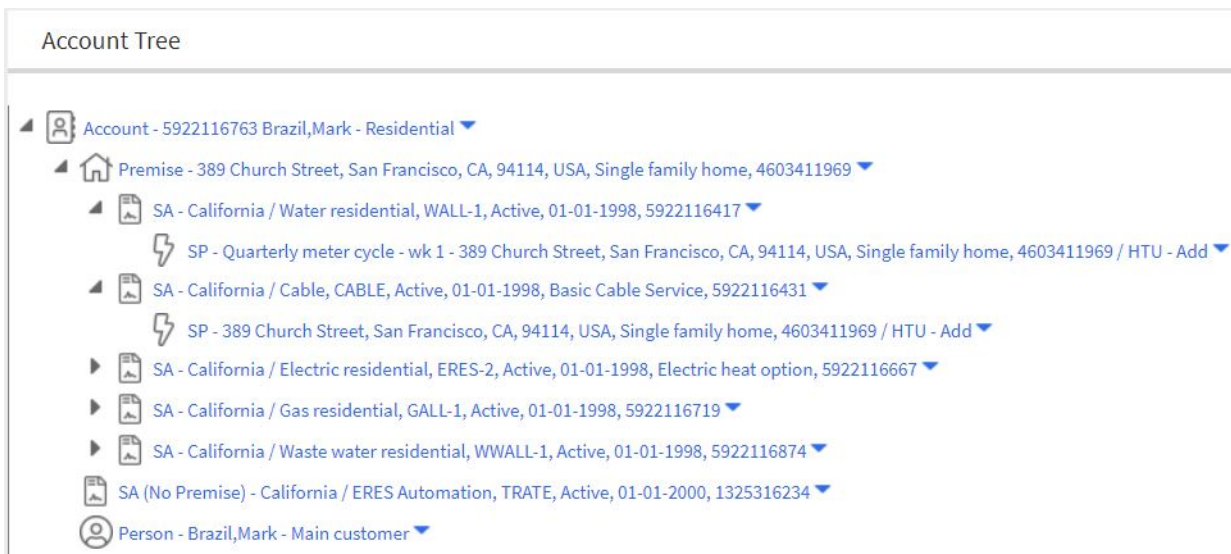 Account Tree
Account - 5922116763 Brazil,Mark - Residential
Premise - 389 Church Street, San Francisco, CA, 94114, USA, Single family home, 4603411969
SA - California / Water residential, WALL-1, Active, 01-01-1998, 5922116417
SP - Quarterly meter cycle - wk 1 - 389 Church Street, San Francisco, CA, 94114, USA, Single family home, 4603411969 / HTU - Add
SA - California / Cable, CABLE, Active, 01-01-1998, Basic Cable Service, 5922116431
SP - 389 Church Street, San Francisco, CA, 94114, USA, Single family home, 4603411969 / HTU - Add
SA - California / Electric residential, ERES-2, Active, 01-01-1998, Electric heat option, 5922116667
SA - California / Gas residential, GALL-1, Active, 01-01-1998, 5922116719
SA - California / Waste water residential, WWALL-1, Active, 01-01-1998, 5922116874
SA (No Premise) - California / ERES Automation, TRATE, Active, 01-01-2000, 1325316234
Person - Brazil,Mark - Main customer